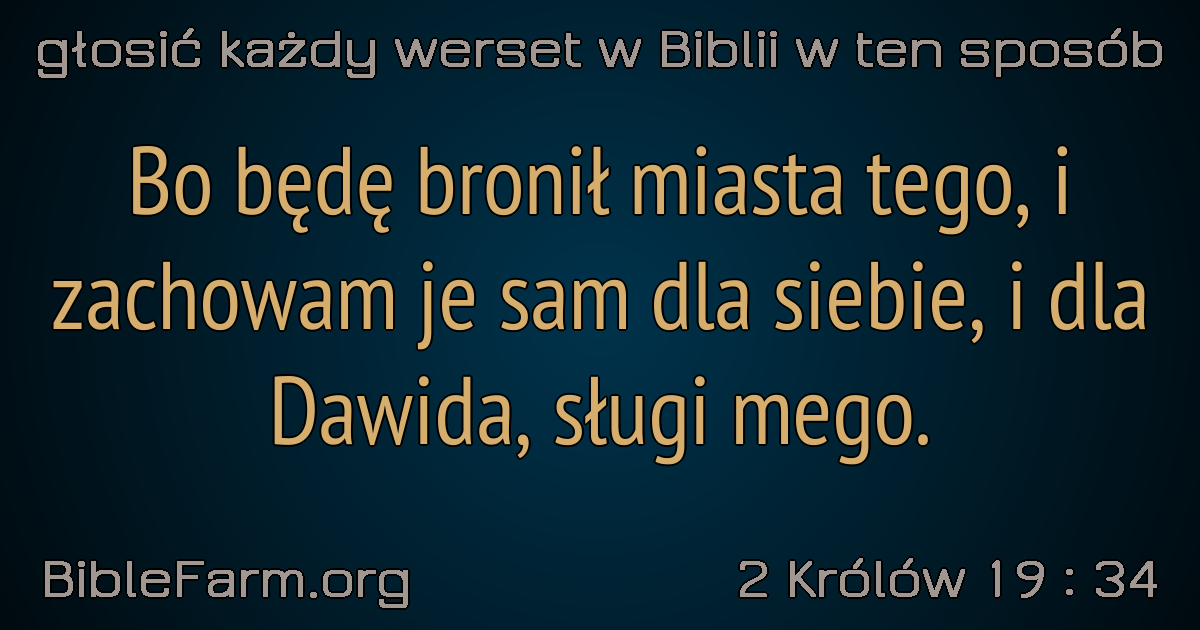 głosić każdy werset w Biblii w ten sposób
Bo będę bronił miasta tego, i
zachowam je sam dla siebie, i dla
Dawida, sługi mego.
BibleFarm.org
2 Królów 19 : 34